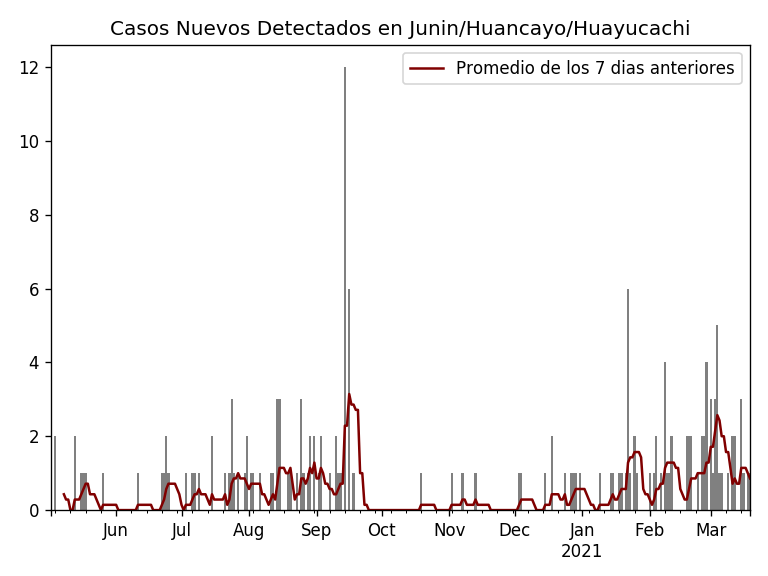 Casos Nuevos Detectados en Junin/Huancayo/Huayucachi
Promedio de los 7 dias anteriores
12
10
8
6
4
2
0
Jun Jul Aug Sep Oct Nov Dec Jan Feb Mar
2021